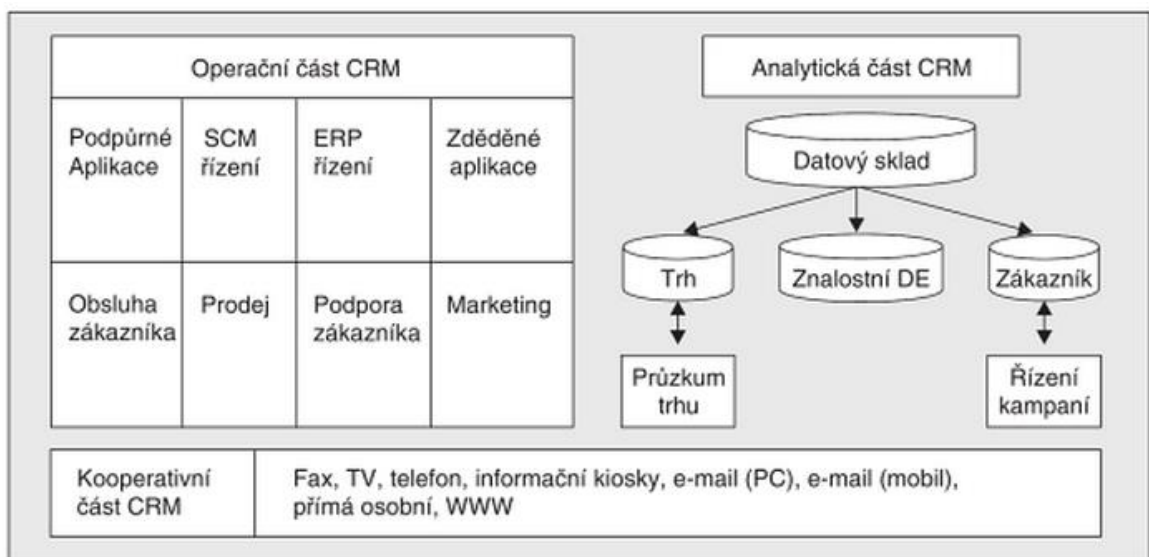 Operační část CRM
Podpůrné
Aplikace
SCM
řízení
ERP
řízení
Zděděné
aplikace
Obsluha
zákazníka
Prodej
Podpora
zákazníka
Marketing
Analytická část CRM
Datový sklad
Trh
Znalostní DE
Zákazník
Průzkum
trhu
Řízení
kampaní
Kooperativní
část CRM
Fax, TV, telefon, informační kiosky, e-mail (PC), e-mail (mobil),
přímá osobní, WWW